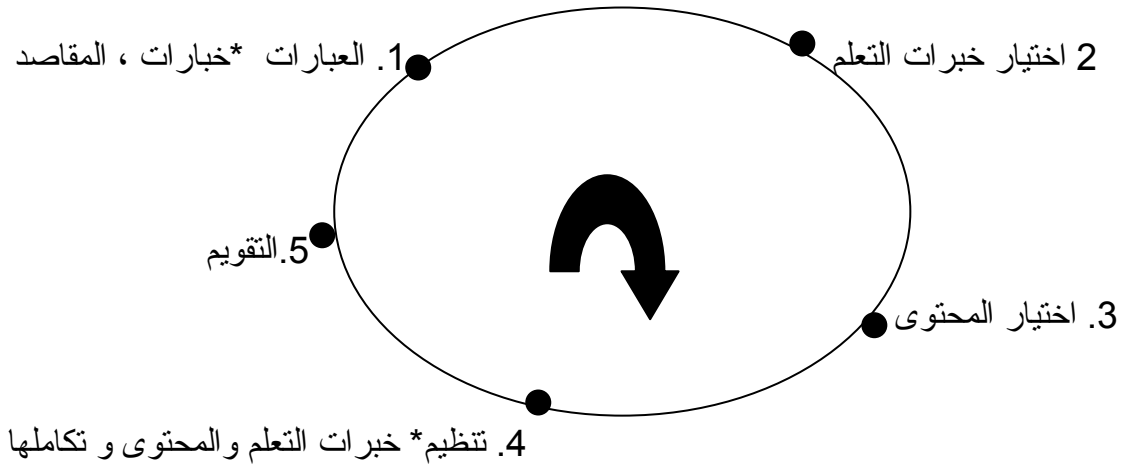 1. العبارات *خبارات ، المقاصد
2 اختيار خبرات التعلم
3. اختيار المحتوى
4. تنظيم* خبرات التعلم والمحتوى و تكاملها
5.التقويم